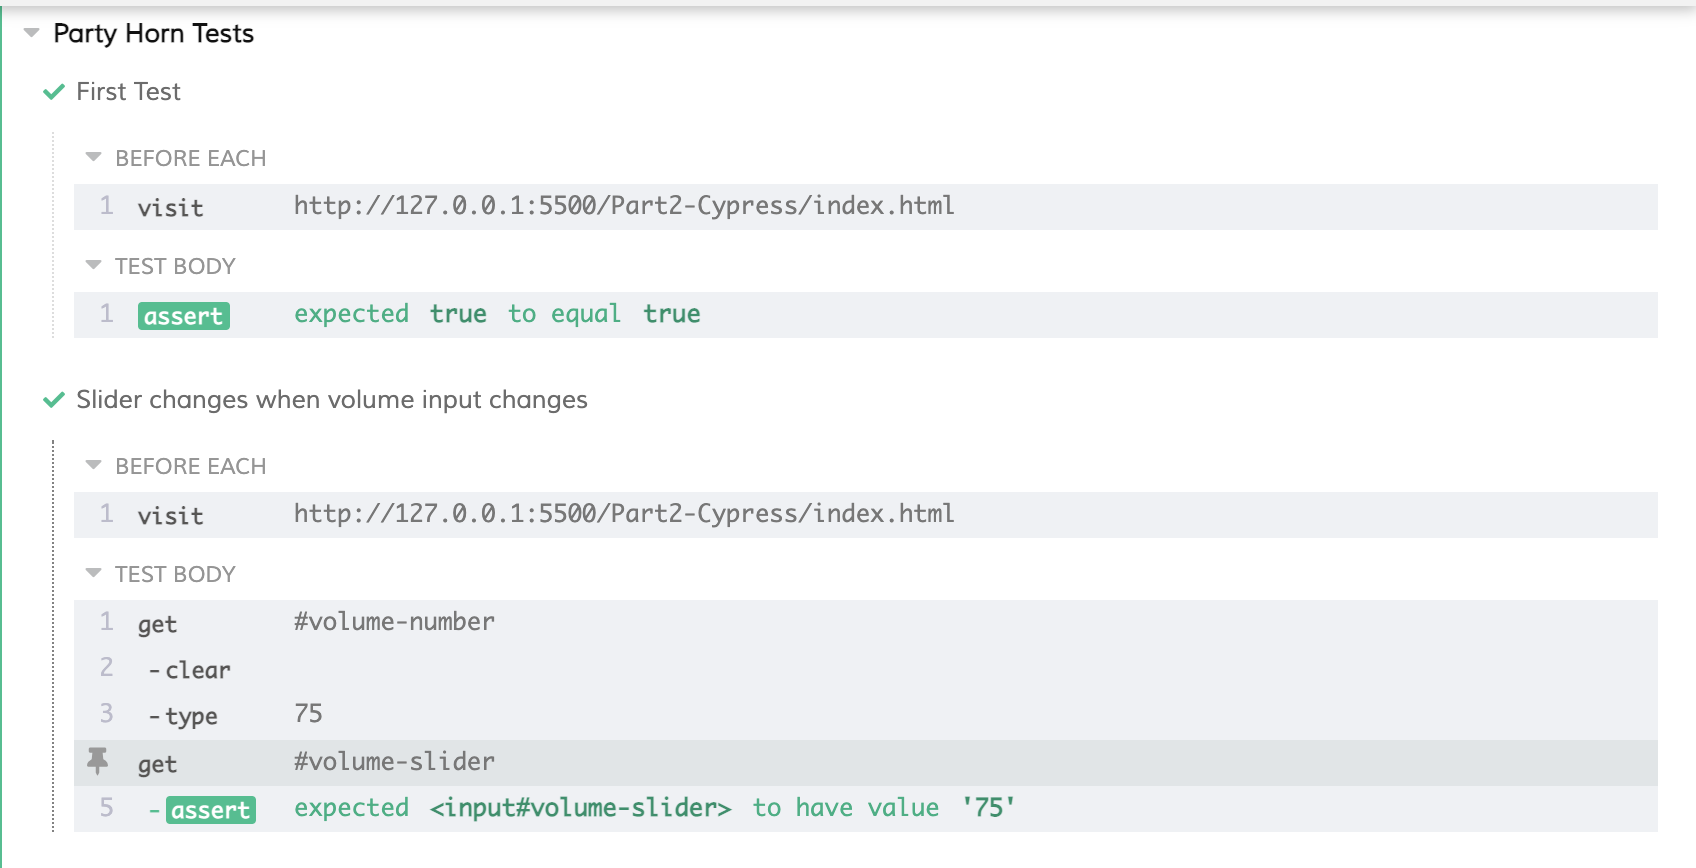 Party Horn Tests
First Test
BEFORE EACH
1 visit http://127.0.0.1:5500/Part2-Cypress/index.html
TEST BODY
1 assert expected true to equal true
Slider changes when volume input changes
BEFORE EACH
1 visit http://127.0.0.1:5500/Part2-Cypress/index.html
TEST BODY
1 get #volume-number
2 -clear
3 -type 75
get #volume-slider
5 -assert expected <input#volume-slider> to have value '75'